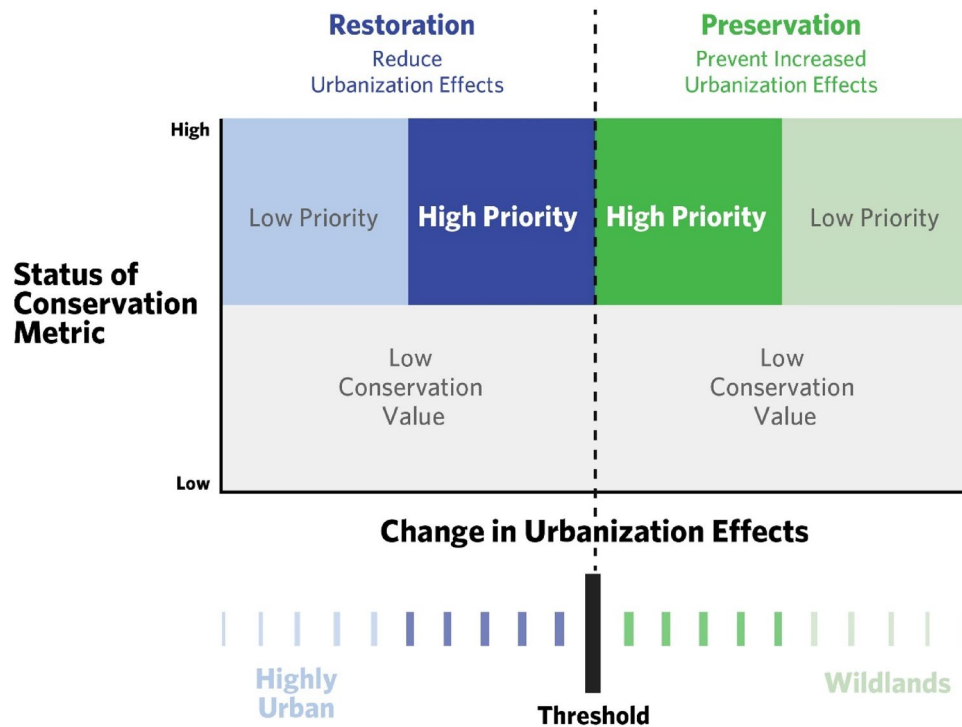 Restoration
Reduce
Urbanization Effects
Preservation
Prevent Increased
Urbanization Effects
High
Low Priority
High Priority
High Priority
Low Priority
Status of
Conservation
Metric
Low
Conservation
Value
Low
Conservation
Value
Low
Change in Urbanization Effects
Highly
Urban
Wildlands
Threshold